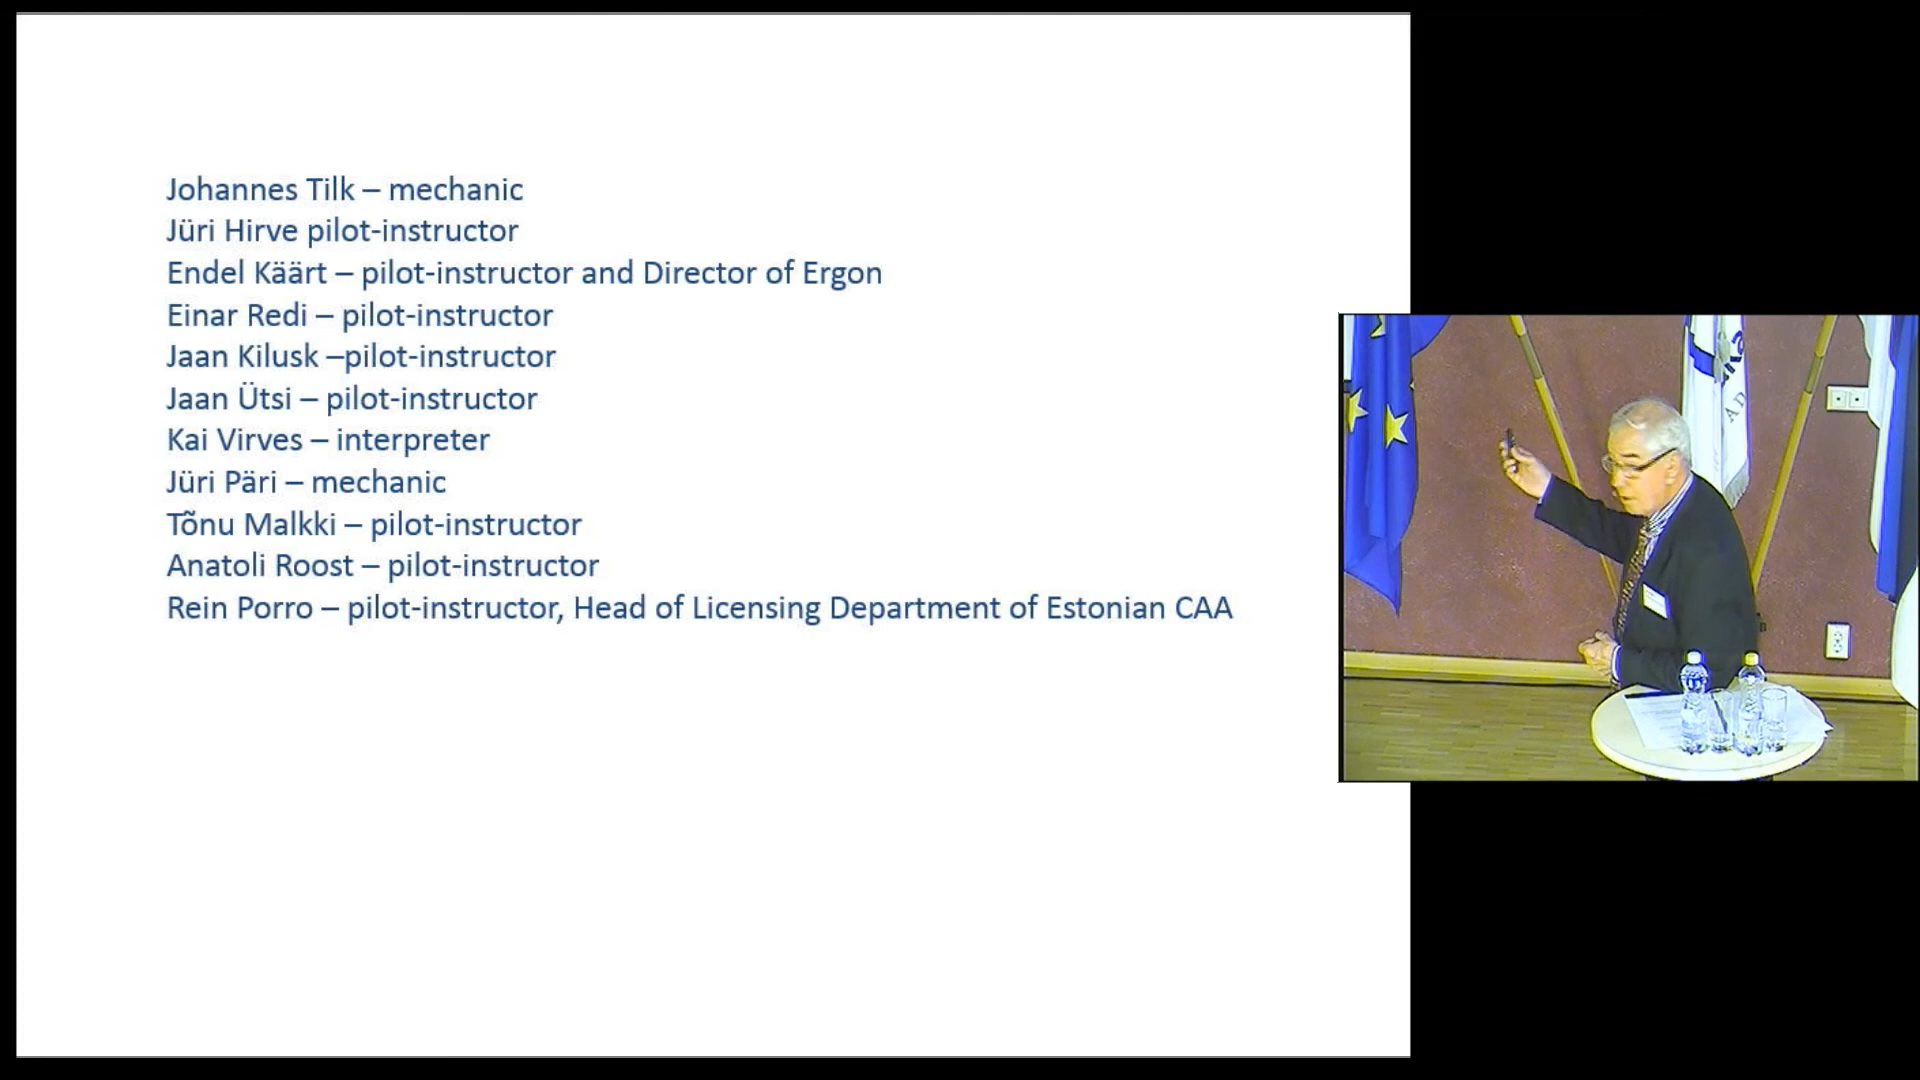 Johannes Tilk – mechanic
Jüri Hirve pilot-instructor
Endel Käärt – pilot-instructor and Director of Ergon
Einar Redi – pilot-instructor
Jaan Kilusk –pilot-instructor
Jaan Ütsi – pilot-instructor
Kai Virves – interpreter
Jüri Päri – mechanic
Tõnu Malkki – pilot-instructor
Anatoli Roost – pilot-instructor
Rein Porro – pilot-instructor, Head of Licensing Department of Estonian CAA